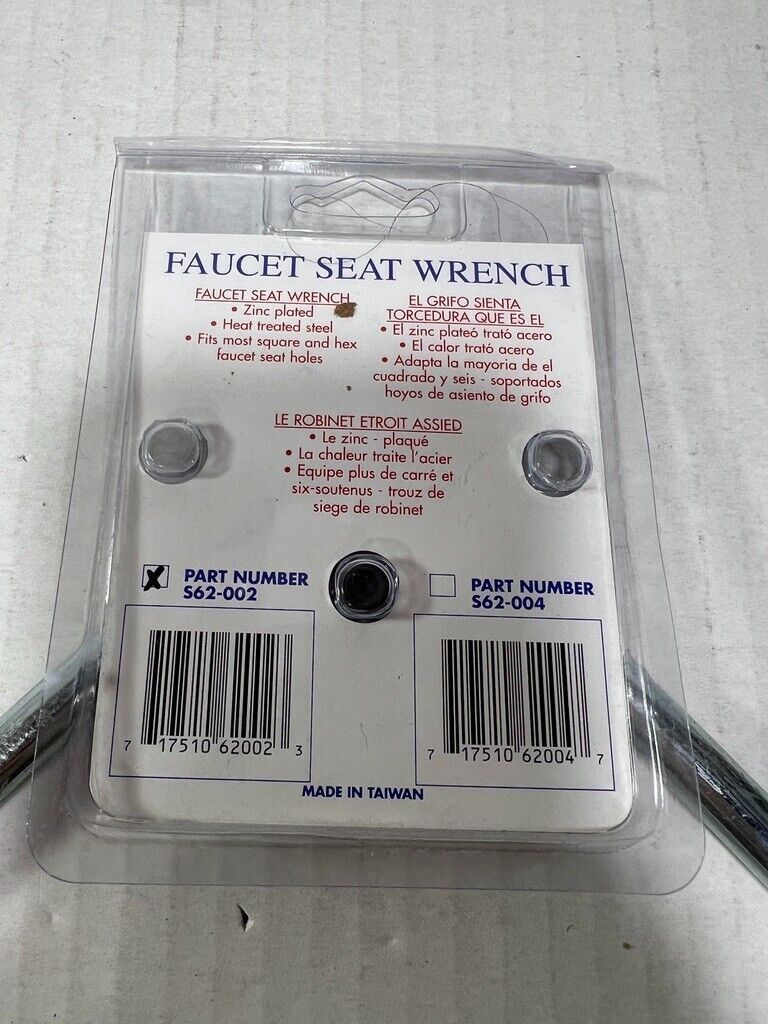 FAUCET SEAT WRENCH
FAUCET SEAT WRENCH
• Zinc plated
• Heat treated steel
• Fits most square and hex
faucet seat holes
EL GRIFO SIENTA
TORCEDURA QUE ES EL
• El zinc plateó trató acero
• El calor trató acero
• Adapta la mayoria de el
cuadrado y seis - soportados
hoyos de asiento de grifo
LE ROBINET ETROIT ASSIED
• Le zinc - plaqué
• La chaleur traite l'acier
• Equipe plus de carré et
six-soutenus - trouz de
siege de robinet
X PART NUMBER
S62-002
PART NUMBER
S62-004
7 17510 62002 3
7 17510 62004 7
MADE IN TAIWAN